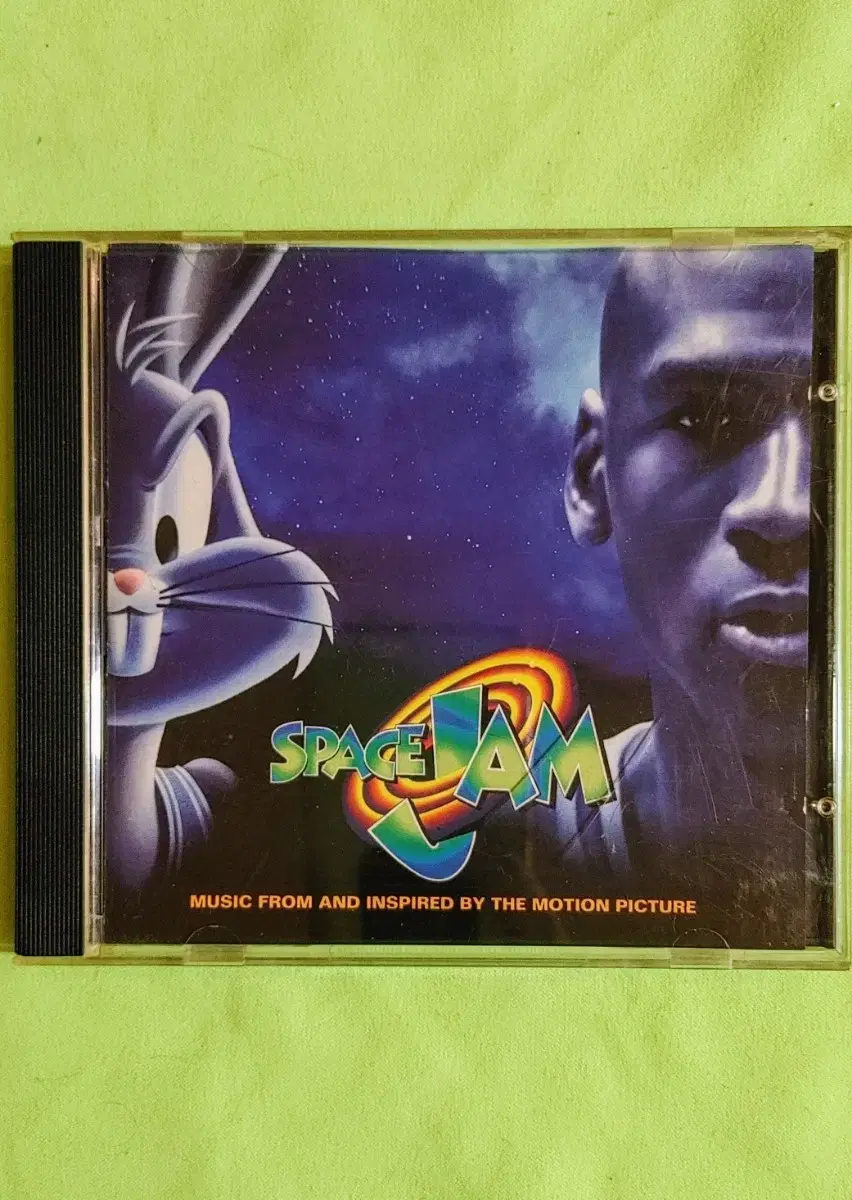 SPACE JAM
MUSIC FROM AND INSPIRED BY THE MOTION PICTURE